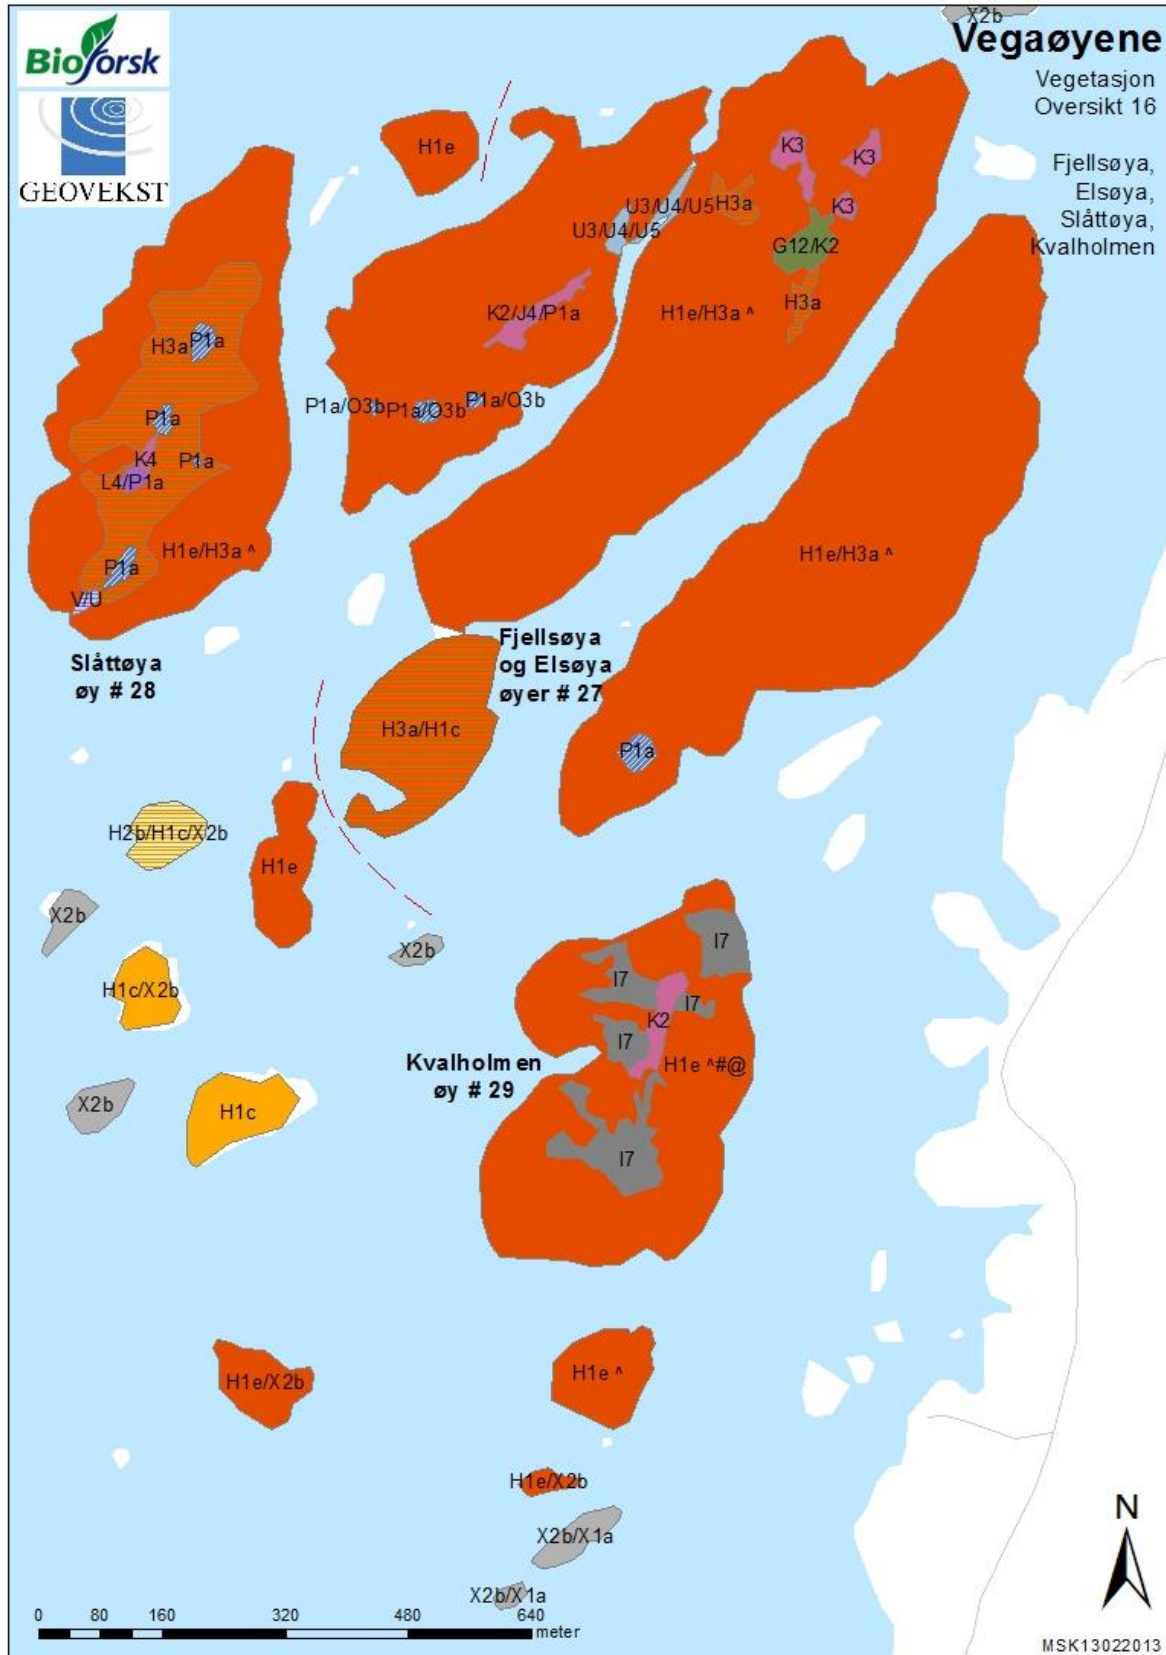 Bioforsk
GEOVEKST
X2b
Vegaøyene
Vegetasjon
Oversikt 16
Fjellsøya,
Elsøya,
Slåttøya,
Kvalholmen
H1e
K3
K3
K3
U3/U4/U5
H3a
U3/U4/U5
G12/K2
H3a
K2/J4/P1a
H1e/H3a ^
H3a
P1a
P1a/O3b
P1a/O3b
P1a/O3b
P1a
K4
P1a
L4/P1a
H1e/H3a ^
H1e/H3a ^
P1a
V/U
Slåttøya
øy # 28
Fjellsøya
og Elsøya
øyer # 27
H3a/H1c
P1a
H2b/H1c/X2b
H1e
X2b
X2b
I7
H1c/X2b
I7
I7
K2
I7
Kvalholmen
øy # 29
H1e ^#@
X2b
H1c
I7
H1e/X2b
H1e ^
H1e/X2b
X2b/X1a
X2b/X1a
N
0 80 160 320 480 640
meter
MSK13022013